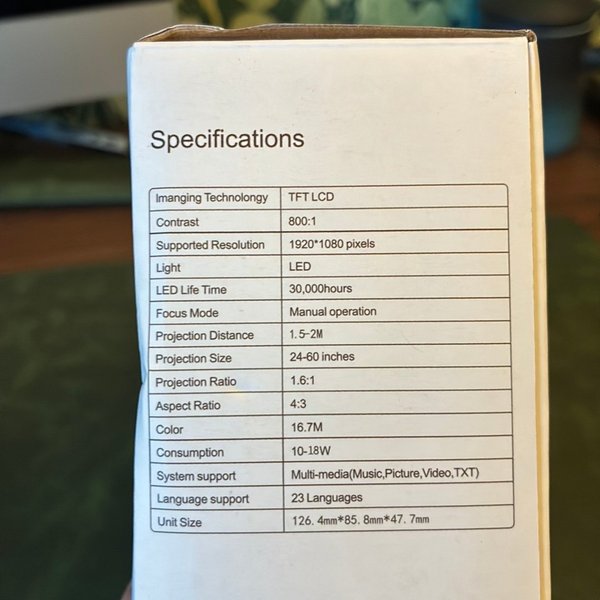 Specifications
Imanging Technolongy TFT LCD
Contrast 800:1
Supported Resolution 1920*1080 pixels
Light LED
LED Life Time 30,000hours
Focus Mode Manual operation
Projection Distance 1.5-2M
Projection Size 24-60 inches
Projection Ratio 1.6:1
Aspect Ratio 4:3
Color 16.7M
Consumption 10-18W
System support Multi-media(Music,Picture,Video,TXT)
Language support 23 Languages
Unit Size 126.4mm*85.8mm*47.7mm